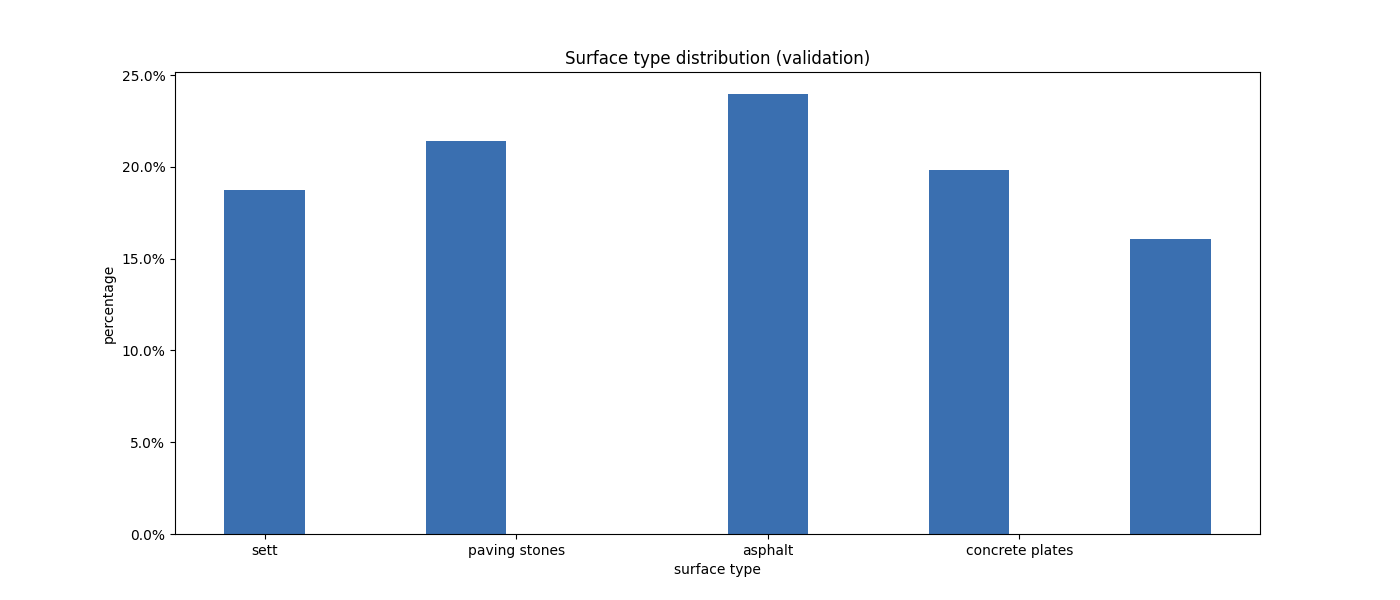 Surface type distribution (validation)
25.0%
20.0%
15.0%
10.0%
5.0%
0.0%
percentage
sett paving stones asphalt concrete plates
surface type